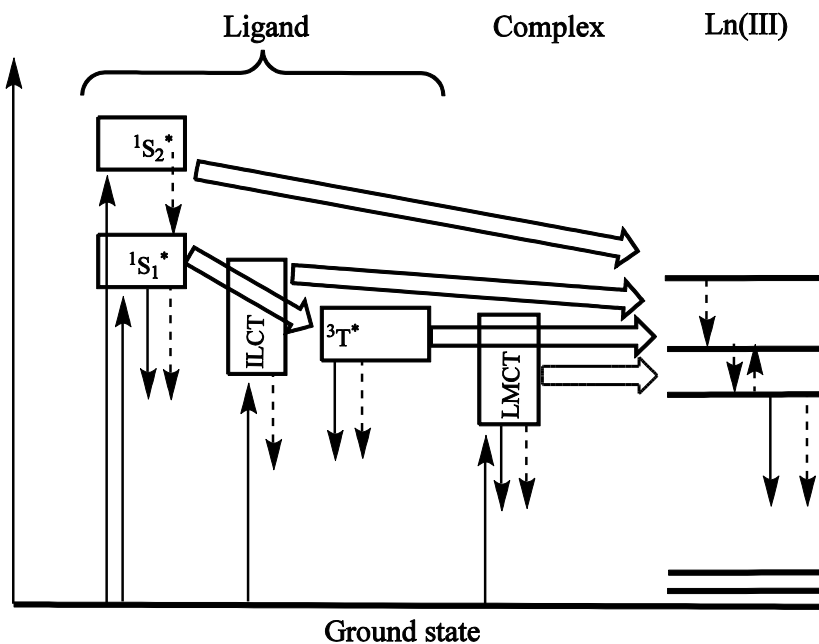 Ligand Complex Ln(III)
¹S₂*
¹S₁*
ILCT
³T*
LMCT
Ground state